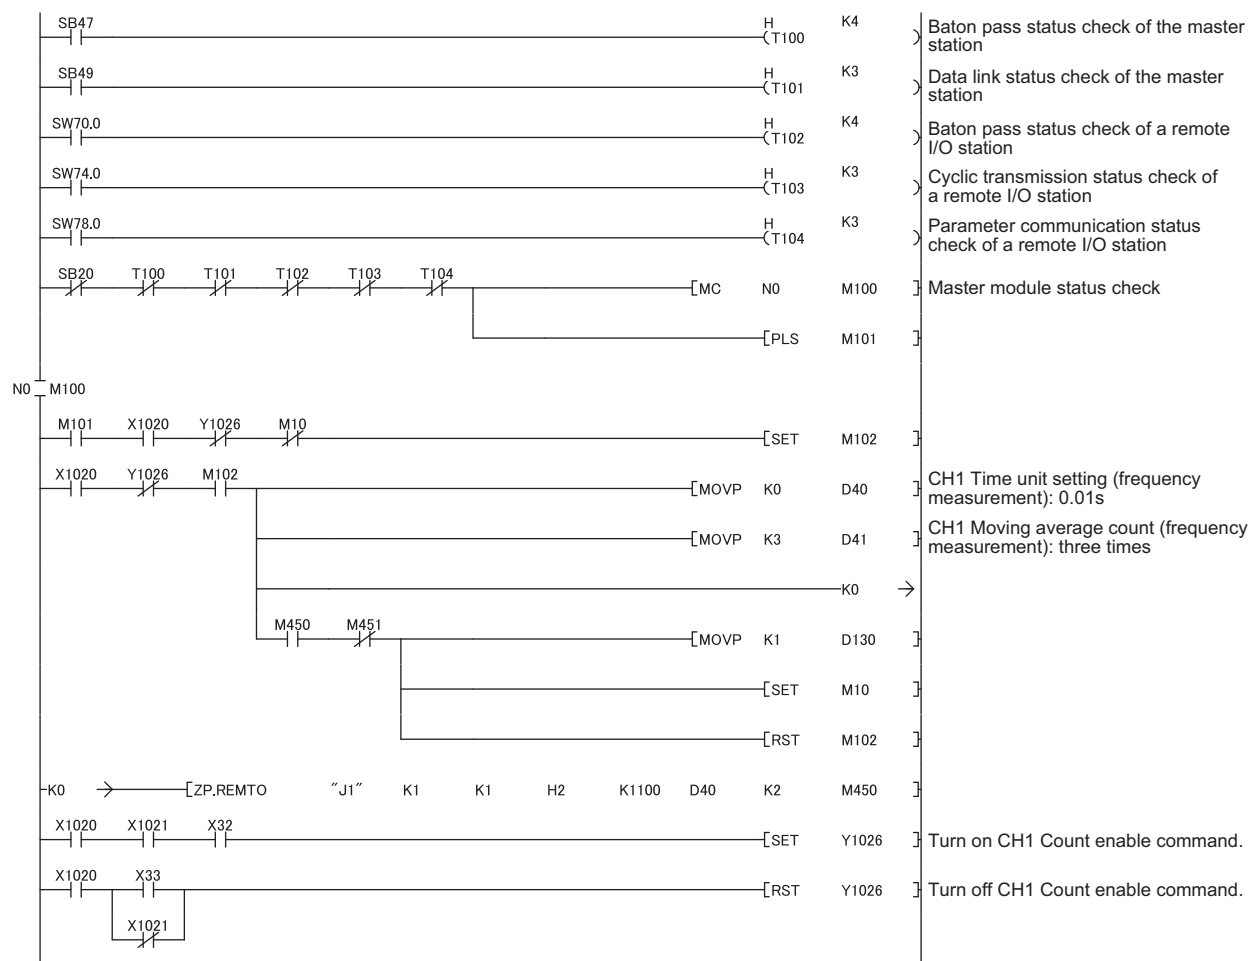 SB47
H K4
(T100 )
Baton pass status check of the master
station
SB49
H K3
(T101 )
Data link status check of the master
station
SW70.0
H K4
(T102 )
Baton pass status check of a remote
I/O station
SW74.0
H K3
(T103 )
Cyclic transmission status check of
a remote I/O station
SW78.0
H K3
(T104 )
Parameter communication status
check of a remote I/O station
SB20 T100 T101 T102 T103 T104
[MC N0 M100 ] Master module status check
[PLS M101 ]
N0 M100
M101 X1020 Y1026 M10
[SET M102 ]
X1020 Y1026 M102
[MOVP K0 D40 ]
CH1 Time unit setting (frequency
measurement): 0.01s
[MOVP K3 D41 ]
CH1 Moving average count (frequency
measurement): three times
K0
M450 M451
[MOVP K1 D130 ]
[SET M10 ]
[RST M102 ]
K0 [ZP.REMTO "J1" K1 K1 H2 K1100 D40 K2 M450 ]
X1020 X1021 X32
[SET Y1026 ] Turn on CH1 Count enable command.
X1020 X33
[RST Y1026 ] Turn off CH1 Count enable command.
X1021